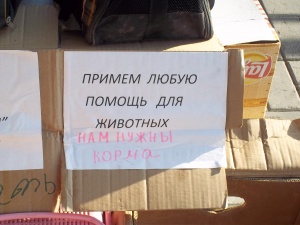 ПРИМЕМ ЛЮБУЮ
ПОМОЩЬ ДЛЯ
ЖИВОТНЫХ
НАМ НУЖНЫ
КОРМА